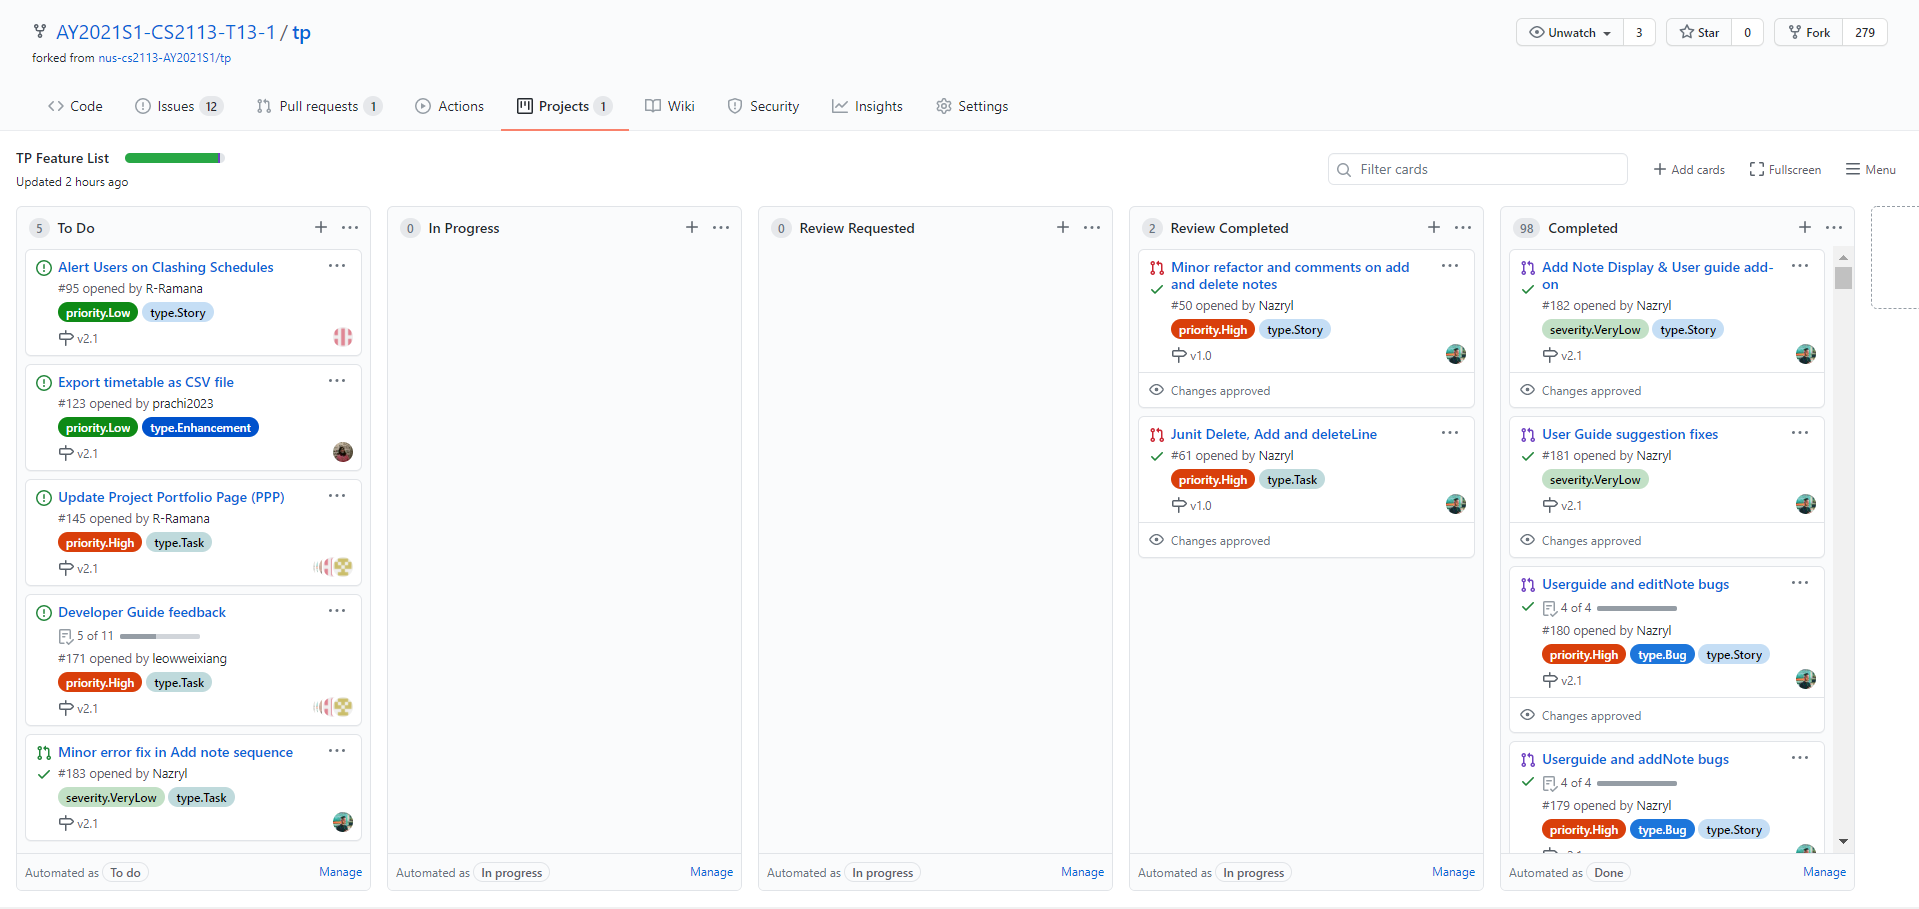 AY2021S1-CS2113-T13-1 / tp
Unwatch 3
Star 0
Fork 279
forked from nus-cs2113-AY2021S1/tp
Code
Issues 12
Pull requests 1
Actions
Projects 1
Wiki
Security
Insights
Settings
TP Feature List
Updated 2 hours ago
Filter cards
Add cards
Fullscreen
Menu
5 To Do
Alert Users on Clashing Schedules
#95 opened by R-Ramana
priority.Low type.Story
v2.1
Export timetable as CSV file
#123 opened by prachi2023
priority.Low type.Enhancement
v2.1
Update Project Portfolio Page (PPP)
#145 opened by R-Ramana
priority.High type.Task
v2.1
Developer Guide feedback
5 of 11
#171 opened by leowweixiang
priority.High type.Task
v2.1
Minor error fix in Add note sequence
#183 opened by Nazryl
severity.VeryLow type.Task
v2.1
Automated as To do Manage
0 In Progress
Automated as In progress Manage
0 Review Requested
Automated as In progress Manage
2 Review Completed
Minor refactor and comments on add
and delete notes
#50 opened by Nazryl
priority.High type.Story
v1.0
Changes approved
Junit Delete, Add and deleteLine
#61 opened by Nazryl
priority.High type.Task
v1.0
Changes approved
Automated as In progress Manage
98 Completed
Add Note Display & User guide add-
on
#182 opened by Nazryl
severity.VeryLow type.Story
v2.1
Changes approved
User Guide suggestion fixes
#181 opened by Nazryl
severity.VeryLow
v2.1
Changes approved
Userguide and editNote bugs
4 of 4
#180 opened by Nazryl
priority.High type.Bug type.Story
v2.1
Changes approved
Userguide and addNote bugs
4 of 4
#179 opened by Nazryl
priority.High type.Bug type.Story
Automated as Done Manage